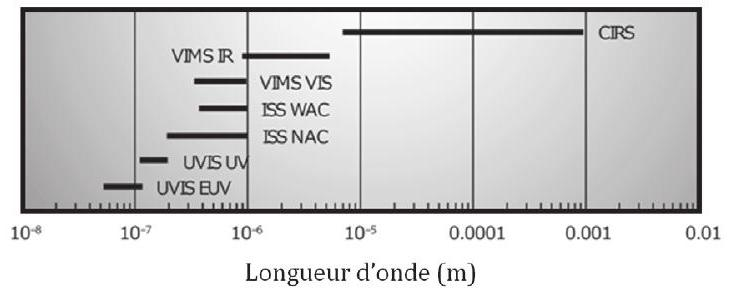 CIRS
VIMS IR
VIMS VIS
ISS WAC
ISS NAC
UVIS UV
UVIS EUV
10⁻⁸ 10⁻⁷ 10⁻⁶ 10⁻⁵ 0.0001 0.001 0.01
Longueur d'onde (m)